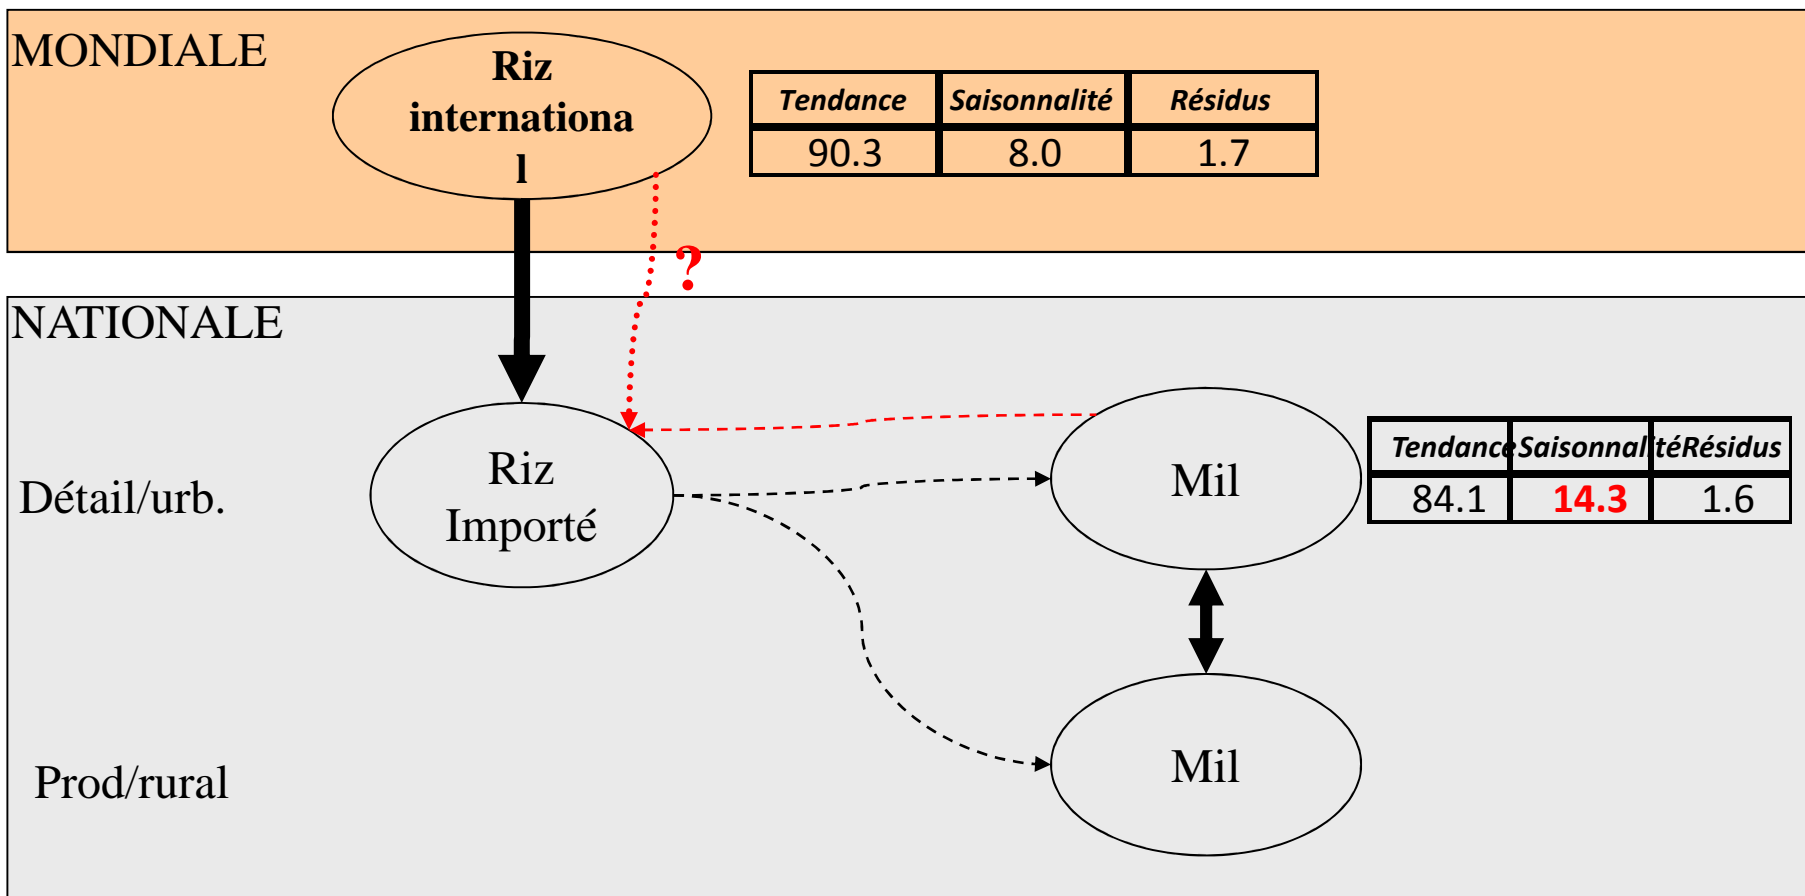 MONDIALE
Riz
internationa
l
Tendance Saisonnalité Résidus
90.3 8.0 1.7
?
NATIONALE
Détail/urb.
Riz
Importé
Mil
Tendance Saisonnalité Résidus
84.1 14.3 1.6
Prod/rural
Mil